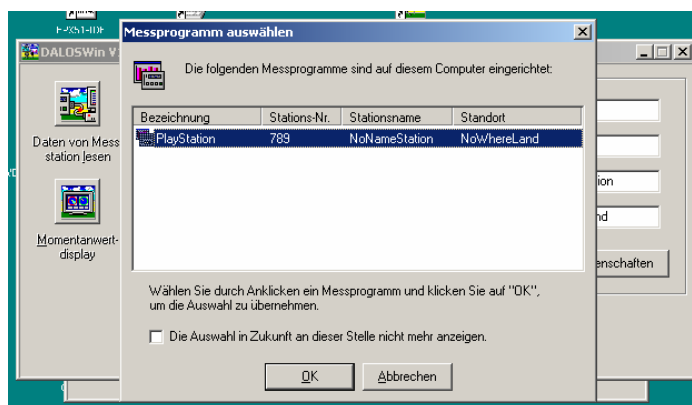 DALOSWin V
Messprogramm auswählen
Die folgenden Messprogramme sind auf diesem Computer eingerichtet:
Bezeichnung Stations-Nr. Stationsname Standort
PlayStation 789 NoNameStation NoWhereLand
Wählen Sie durch Anklicken ein Messprogramm und klicken Sie auf "OK",
um die Auswahl zu übernehmen.
Die Auswahl in Zukunft an dieser Stelle nicht mehr anzeigen.
OK Abbrechen
Daten von Mess
station lesen
Momentanwert-
display
ion
nd
enschaften